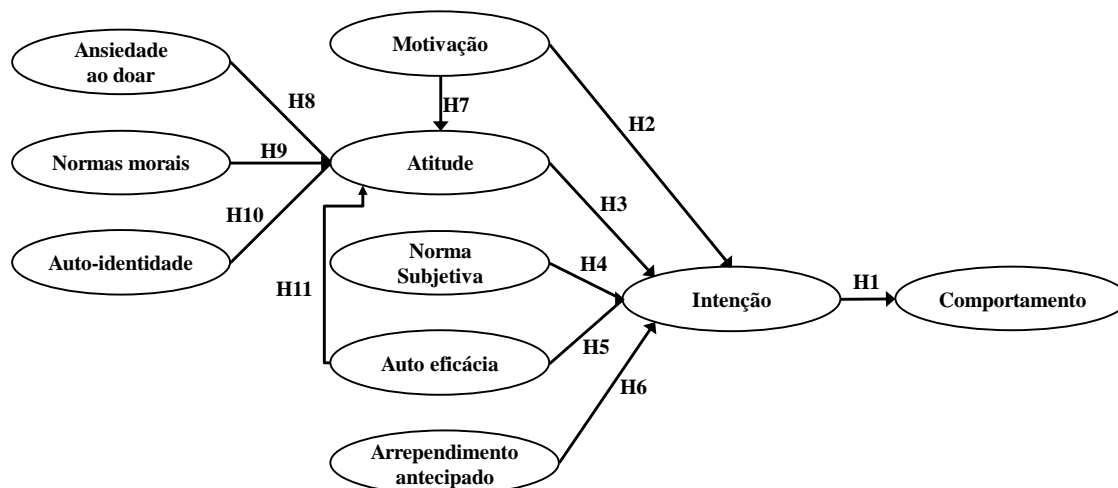 Ansiedade
ao doar
Motivação
H8
H7
H2
Normas morais
H9
Atitude
H3
H10
Auto-identidade
Norma
Subjetiva
H4
H11
Intenção
H1
Comportamento
Auto eficácia
H5
H6
Arrependimento
antecipado